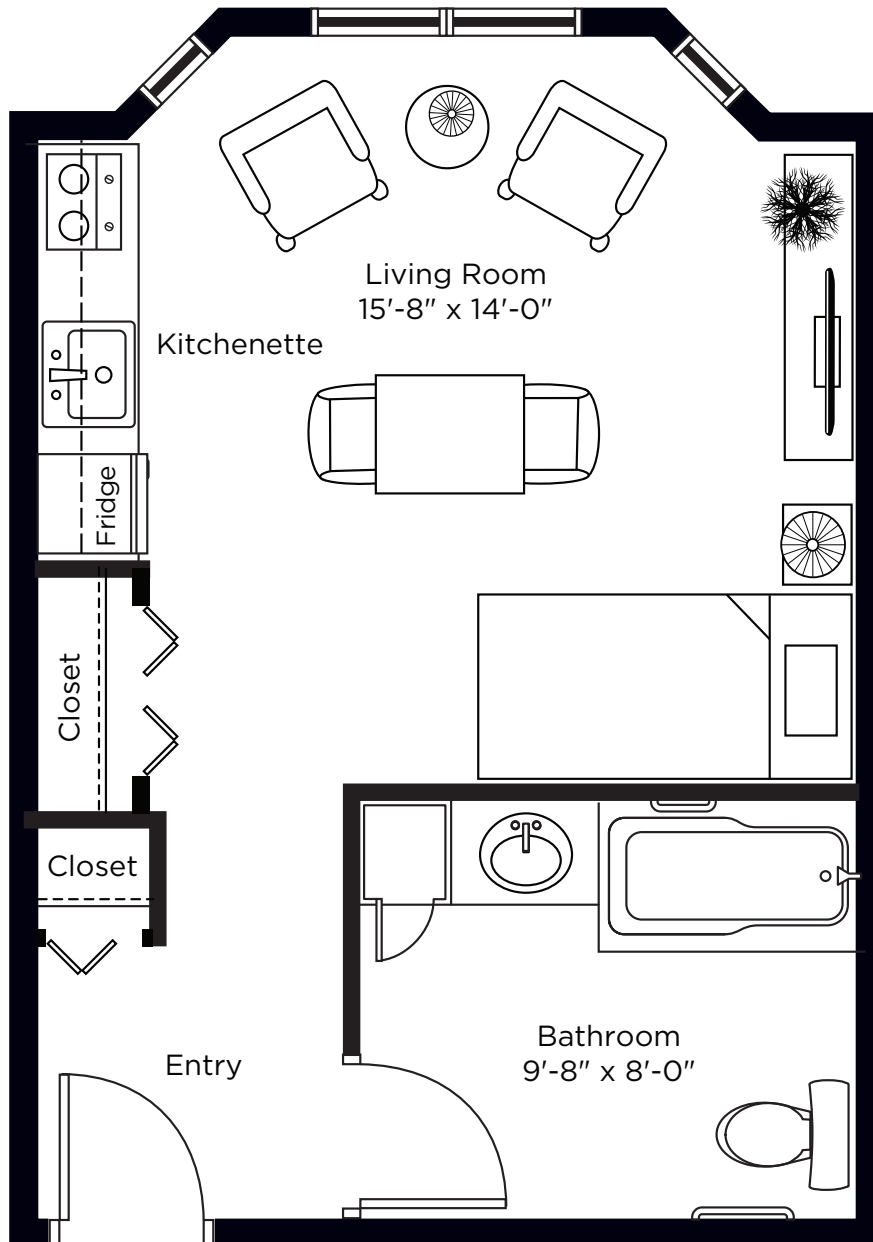 Living Room
15'-8" x 14'-0"
Kitchenette
Fridge
Closet
Closet
Entry
Bathroom
9'-8" x 8'-0"